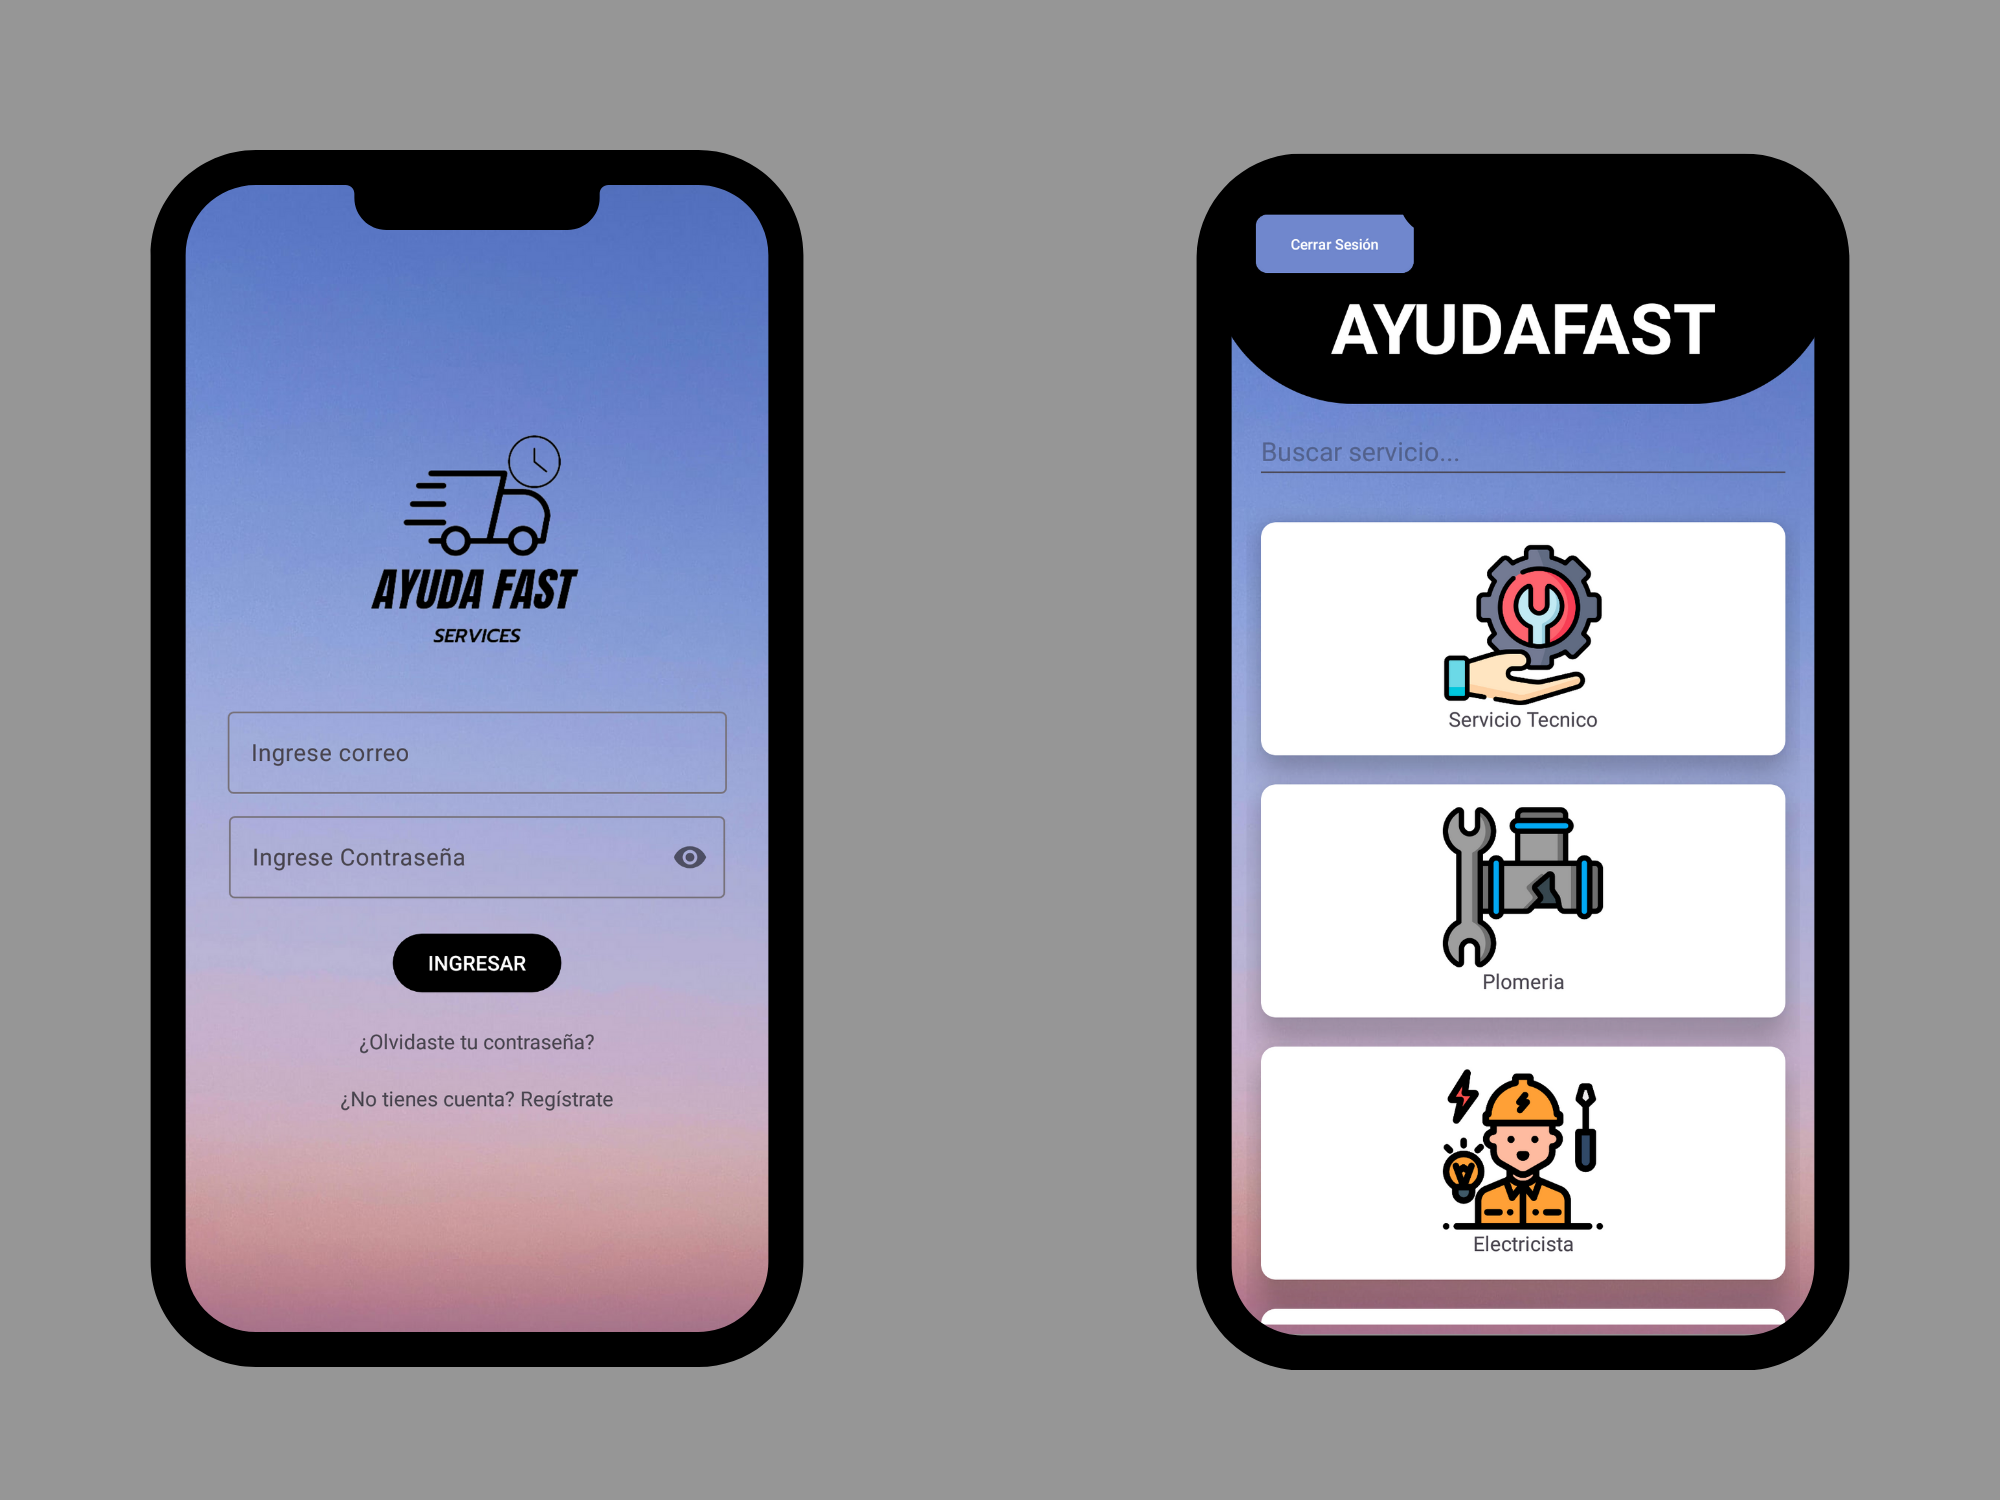 AYUDA FAST
SERVICES
Ingrese correo
Ingrese Contraseña
INGRESAR
¿Olvidaste tu contraseña?
¿No tienes cuenta? Regístrate
Cerrar Sesión
AYUDAFAST
Buscar servicio...
Servicio Tecnico
Plomeria
Electricista